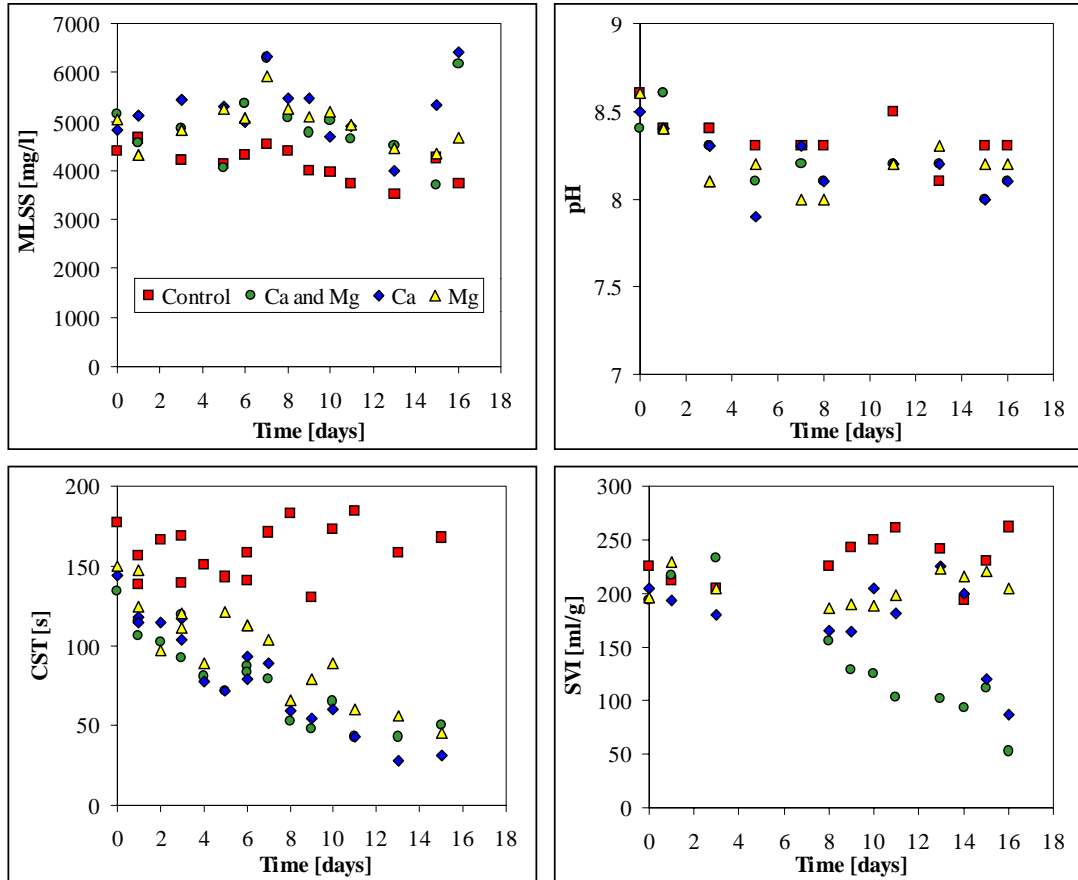 MLSS [mg/l]
7000
6000
5000
4000
3000
2000
1000
0
Control Ca and Mg Ca Mg
0 2 4 6 8 10 12 14 16 18
Time [days]
pH
9
8.5
8
7.5
7
0 2 4 6 8 10 12 14 16 18
Time [days]
CST [s]
200
150
100
50
0
0 2 4 6 8 10 12 14 16 18
Time [days]
SVI [ml/g]
300
250
200
150
100
50
0
0 2 4 6 8 10 12 14 16 18
Time [days]